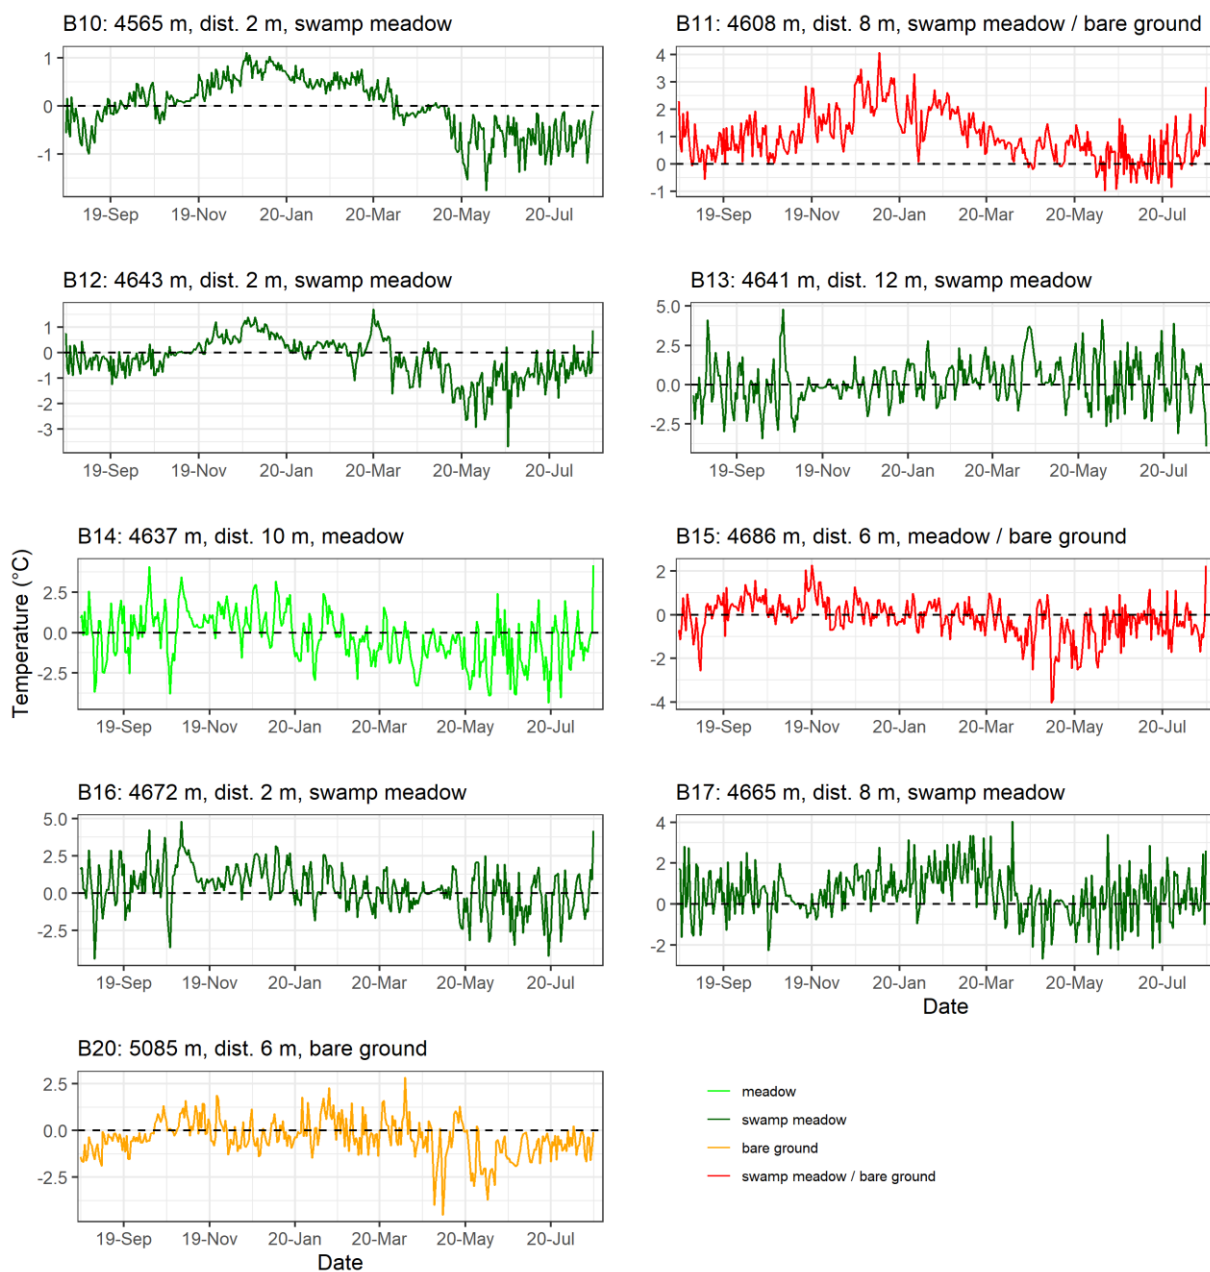 B10: 4565 m, dist. 2 m, swamp meadow
1
0
-1
19-Sep 19-Nov 20-Jan 20-Mar 20-May 20-Jul
B11: 4608 m, dist. 8 m, swamp meadow / bare ground
4
3
2
1
0
-1
19-Sep 19-Nov 20-Jan 20-Mar 20-May 20-Jul
B12: 4643 m, dist. 2 m, swamp meadow
1
0
-1
-2
-3
19-Sep 19-Nov 20-Jan 20-Mar 20-May 20-Jul
B13: 4641 m, dist. 12 m, swamp meadow
5.0
2.5
0.0
-2.5
19-Sep 19-Nov 20-Jan 20-Mar 20-May 20-Jul
Temperature (°C)
B14: 4637 m, dist. 10 m, meadow
2.5
0.0
-2.5
19-Sep 19-Nov 20-Jan 20-Mar 20-May 20-Jul
B15: 4686 m, dist. 6 m, meadow / bare ground
2
0
-2
-4
19-Sep 19-Nov 20-Jan 20-Mar 20-May 20-Jul
B16: 4672 m, dist. 2 m, swamp meadow
5.0
2.5
0.0
-2.5
19-Sep 19-Nov 20-Jan 20-Mar 20-May 20-Jul
B17: 4665 m, dist. 8 m, swamp meadow
4
2
0
-2
19-Sep 19-Nov 20-Jan 20-Mar 20-May 20-Jul
Date
B20: 5085 m, dist. 6 m, bare ground
2.5
0.0
-2.5
19-Sep 19-Nov 20-Jan 20-Mar 20-May 20-Jul
Date
meadow
swamp meadow
bare ground
swamp meadow / bare ground